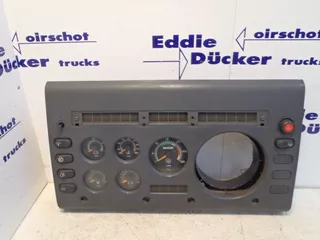 oirschot
Eddie
Dücker
trucks
oirschot
Eddie
Dücker
trucks